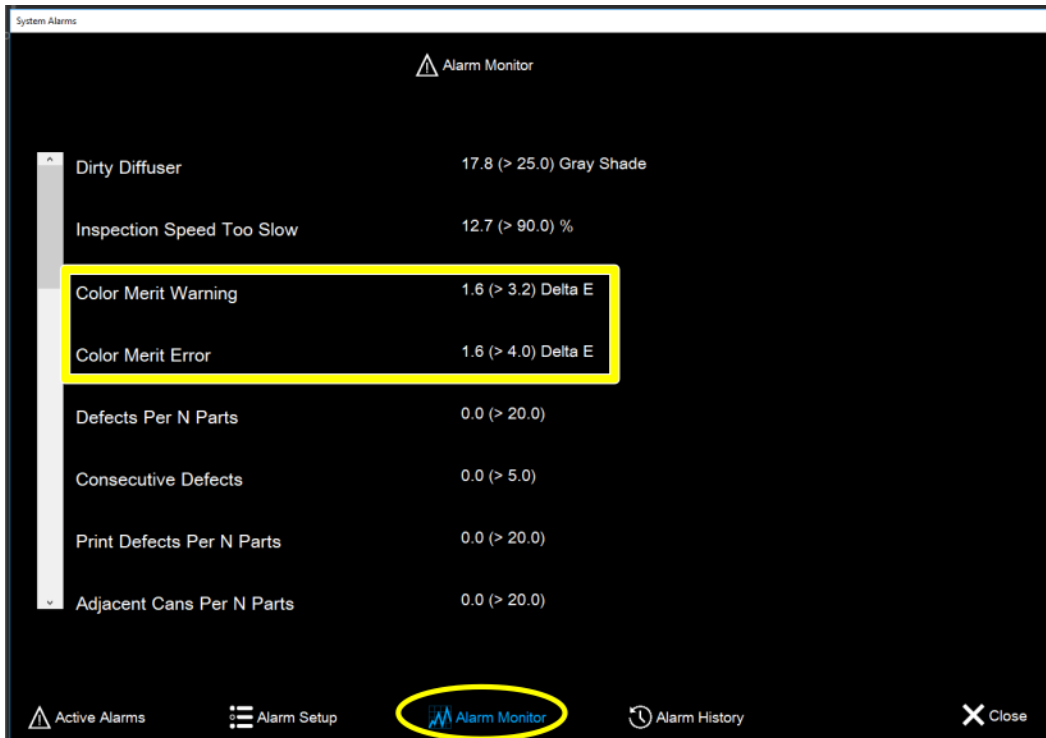 System Alarms
Alarm Monitor
Dirty Diffuser 17.8 (> 25.0) Gray Shade
Inspection Speed Too Slow 12.7 (> 90.0) %
Color Merit Warning 1.6 (> 3.2) Delta E
Color Merit Error 1.6 (> 4.0) Delta E
Defects Per N Parts 0.0 (> 20.0)
Consecutive Defects 0.0 (> 5.0)
Print Defects Per N Parts 0.0 (> 20.0)
Adjacent Cans Per N Parts 0.0 (> 20.0)
Active Alarms Alarm Setup Alarm Monitor Alarm History Close